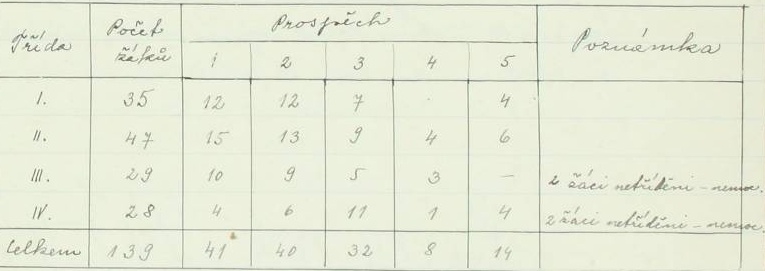 Třída Počet žáků Prospěch Poznámka
1 2 3 4 5
I. 35 12 12 7 . 4
II. 47 15 13 9 4 6
III. 29 10 9 5 3 — 2 žáci netříděni - nemoc.
IV. 28 4 6 11 1 4 2 žáci netříděni - nemoc.
Celkem 139 41 40 32 8 14